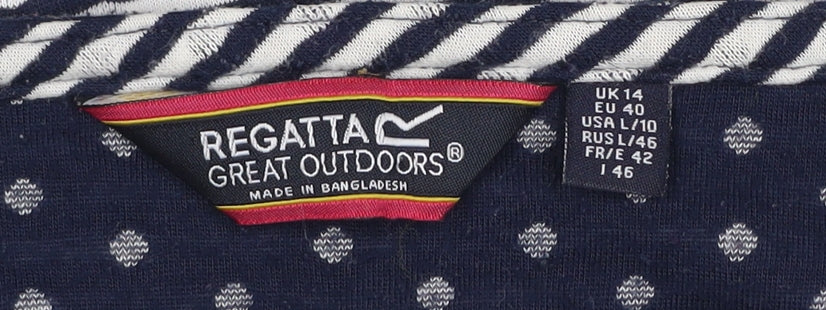 REGATTA R
GREAT OUTDOORS®
MADE IN BANGLADESH
UK 14
EU 40
USA L/10
RUS L/46
FR/E 42
I 46